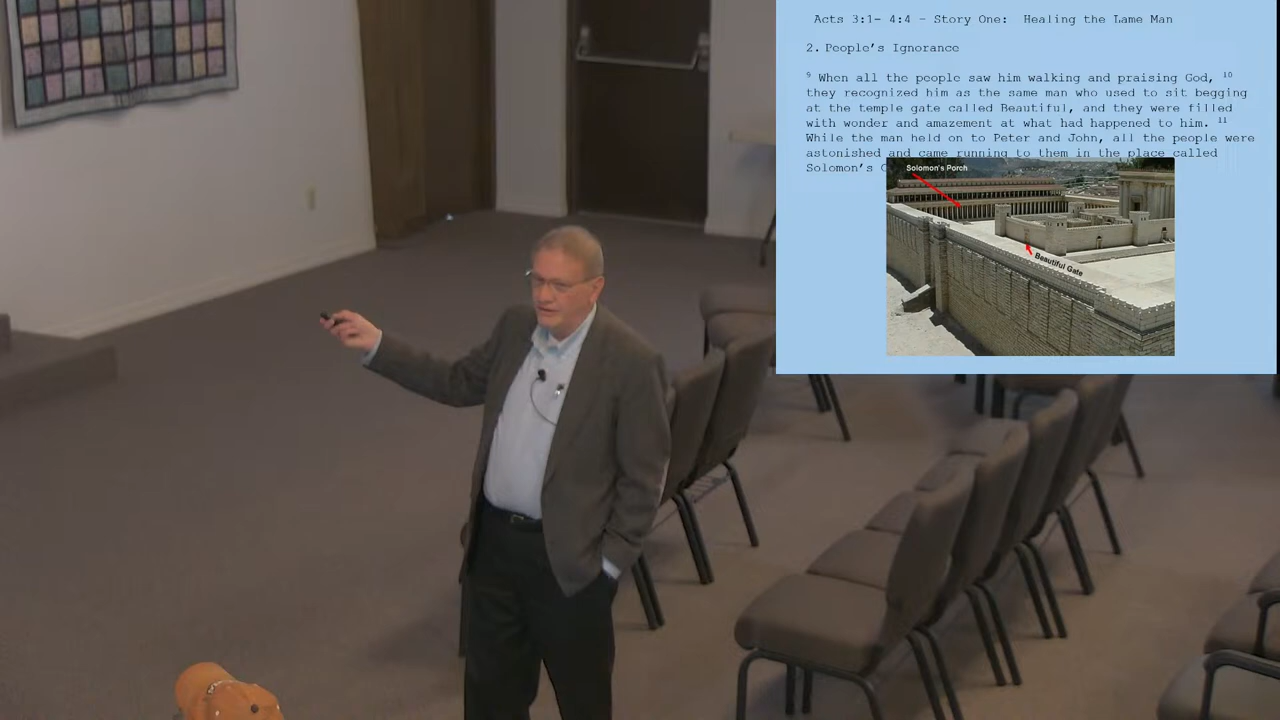 Acts 3:1- 4:4 – Story One:  Healing the Lame Man
2. People's Ignorance
9 When all the people saw him walking and praising God, 10
they recognized him as the same man who used to sit begging
at the temple gate called Beautiful, and they were filled
with wonder and amazement at what had happened to him. 11
While the man held on to Peter and John, all the people were
astonished and came running to them in the place called
Solomon's
Solomon's Porch
Beautiful Gate